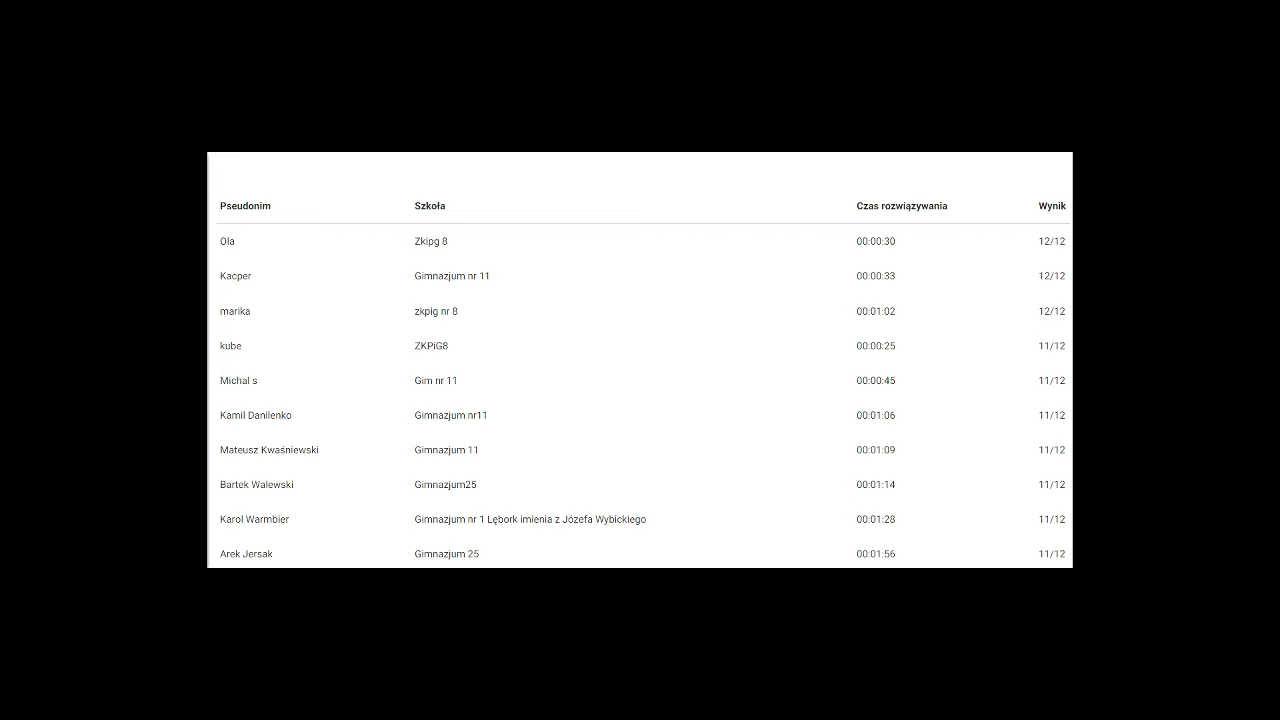 Pseudonim Szkoła Czas rozwiązywania Wynik
Ola Zkipg 8 00:00:30 12/12
Kacper Gimnazjum nr 11 00:00:33 12/12
marika zkpig nr 8 00:01:02 12/12
kube ZKPiG8 00:00:25 11/12
Michal s Gim nr 11 00:00:45 11/12
Kamil Danilenko Gimnazjum nr11 00:01:06 11/12
Mateusz Kwaśniewski Gimnazjum 11 00:01:09 11/12
Bartek Walewski Gimnazjum25 00:01:14 11/12
Karol Warmbier Gimnazjum nr 1 Lębork imienia z Józefa Wybickiego 00:01:28 11/12
Arek Jersak Gimnazjum 25 00:01:56 11/12